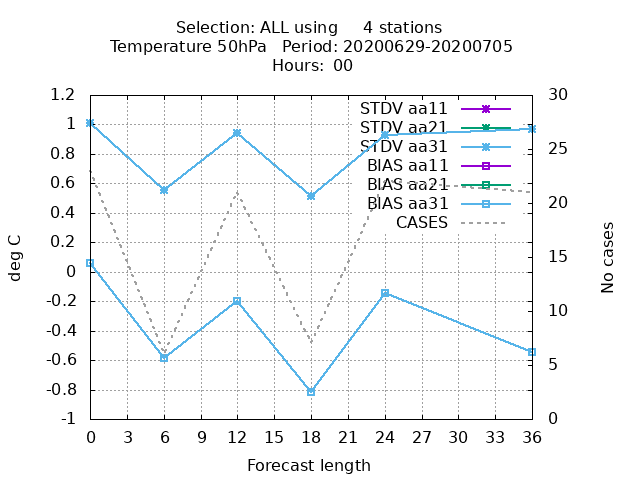 Selection: ALL using     4 stations
Temperature 50hPa   Period: 20200629-20200705
Hours:  00
1.2
1
0.8
0.6
0.4
0.2
0
-0.2
-0.4
-0.6
-0.8
-1
deg C
STDV aa11
STDV aa21
STDV aa31
BIAS aa11
BIAS aa21
BIAS aa31
CASES
30
25
20
15
10
5
0
No cases
0 3 6 9 12 15 18 21 24 27 30 33 36
Forecast length